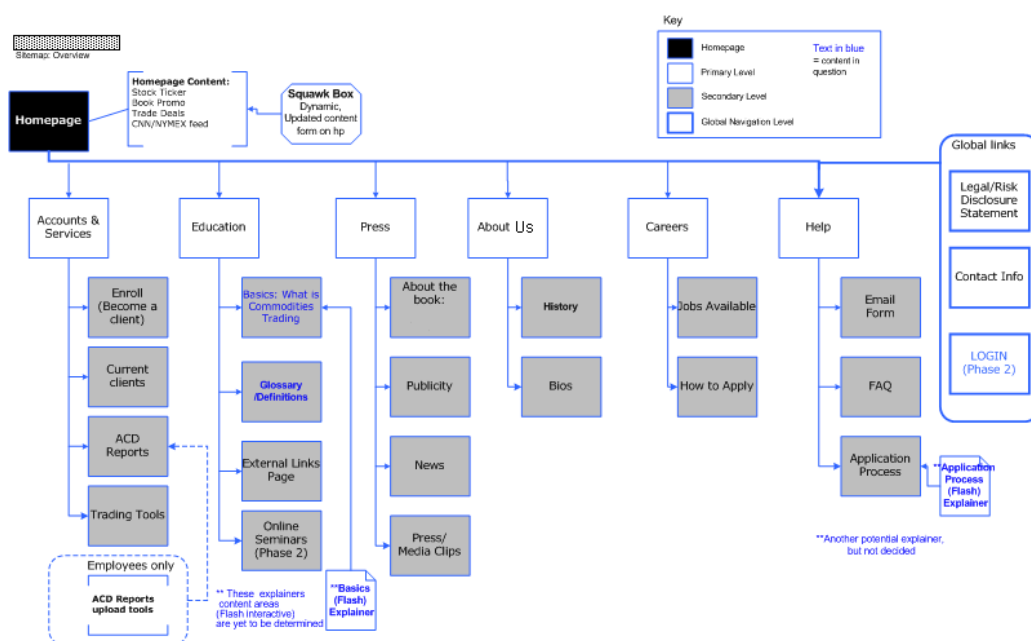 Key
Homepage
Primary Level
Secondary Level
Global Navigation Level
Text in blue
= content in
question
Sitemap: Overview
Homepage
Homepage Content:
Stock Ticker
Book Promo
Trade Deals
CNN/NYMEX feed
Squawk Box
Dynamic,
Updated content
form on hp
Global links
Legal/Risk
Disclosure
Statement
Contact Info
LOGIN
(Phase 2)
Accounts &
Services
Enroll
(Become a
client)
Current
clients
ACD
Reports
Trading Tools
Employees only
ACD Reports
upload tools
Education
Basics: What is
Commodities
Trading
Glossary
/Definitions
External Links
Page
Online
Seminars
(Phase 2)
** These explainers
content areas
(Flash interactive)
are yet to be determined
**Basics
(Flash)
Explainer
Press
About the
book:
Publicity
News
Press/
Media Clips
About Us
History
Bios
Careers
Jobs Available
How to Apply
Help
Email
Form
FAQ
Application
Process
**Application
Process
(Flash)
Explainer
**Another potential explainer,
but not decided